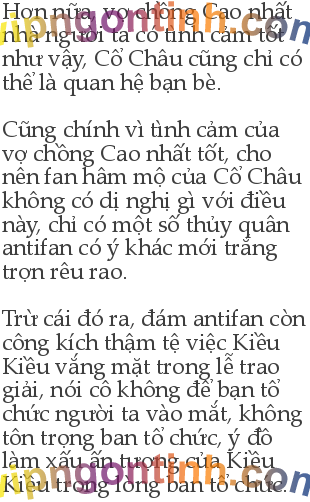 Hơn nữa, vợ chồng Cao nhất
nhà người ta có tình cảm tốt
như vậy, Cổ Châu cũng chỉ có
thể là quan hệ bạn bè.
Cũng chính vì tình cảm của
vợ chồng Cao nhất tốt, cho
nên fan hâm mộ của Cổ Châu
không có dị nghị gì với điều
này, chỉ có một số thủy quân
antifan có ý khác mới trắng
trợn rêu rao.
Trừ cái đó ra, đám antifan còn
công kích thậm tệ việc Kiều
Kiều vắng mặt trong lễ trao
giải, nói cô không để bạn tổ
chức người ta vào mắt, không
tôn trọng ban tổ chức, ý đồ
làm xấu ấn tượng của Kiều
Kiều trong lòng ban tổ chức.